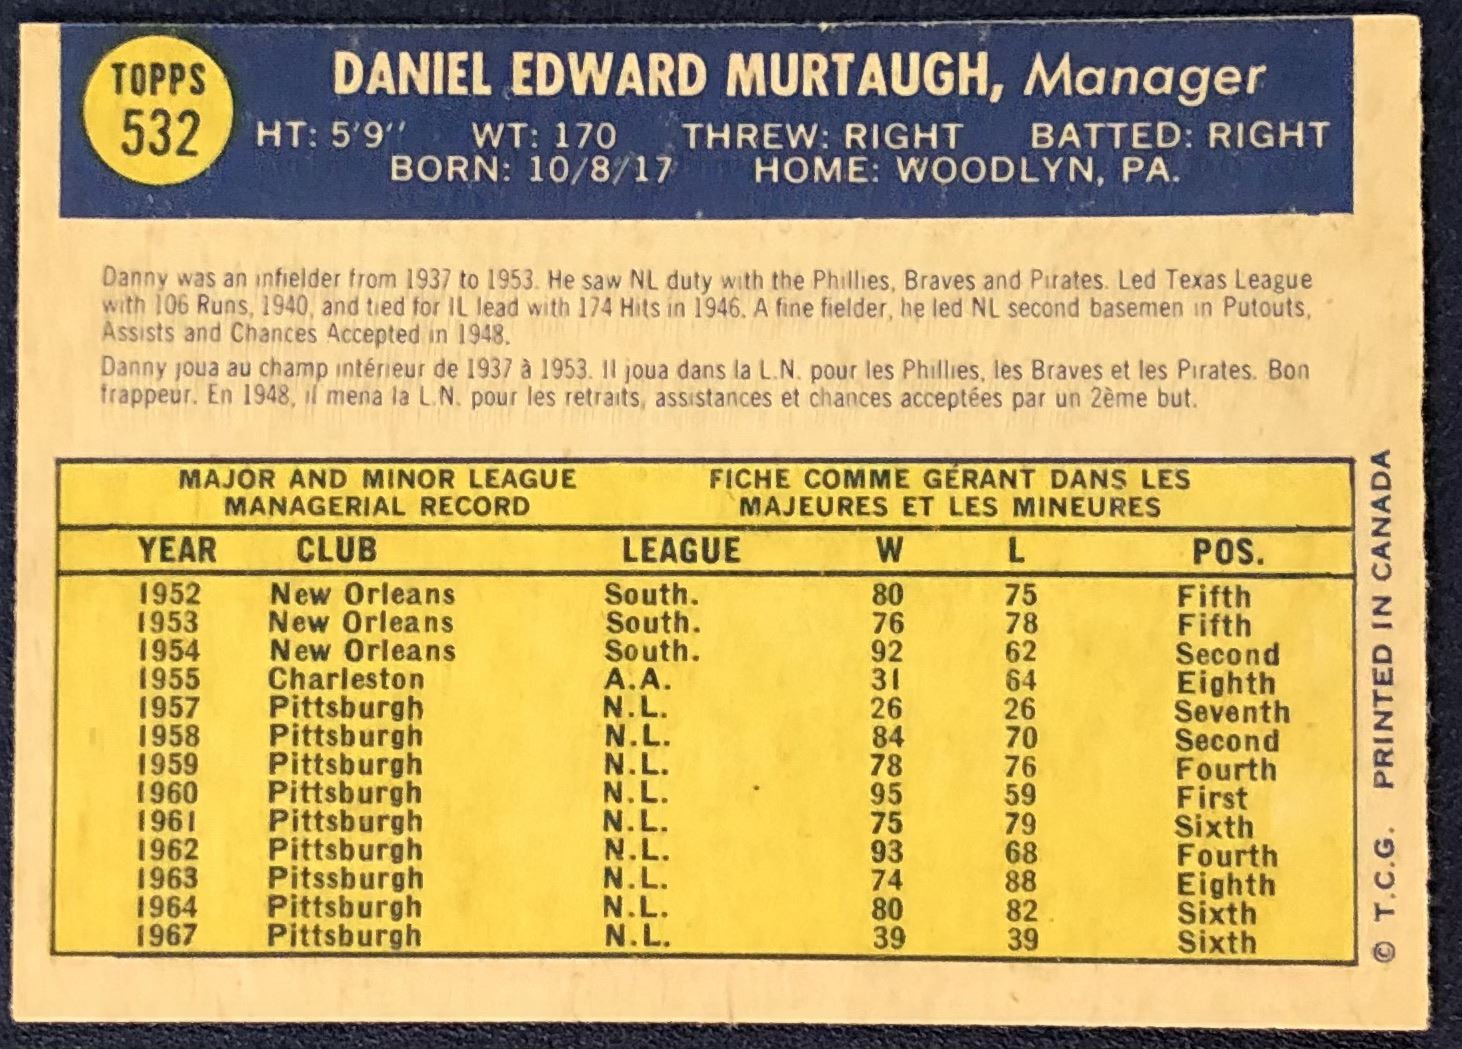 TOPPS
532
DANIEL EDWARD MURTAUGH, Manager
HT: 5'9" WT: 170 THREW: RIGHT BATTED: RIGHT
BORN: 10/8/17 HOME: WOODLYN, PA.
Danny was an infielder from 1937 to 1953. He saw NL duty with the Phillies, Braves and Pirates. Led Texas League
with 106 Runs, 1940, and tied for IL lead with 174 Hits in 1946. A fine fielder, he led NL second basemen in Putouts,
Assists and Chances Accepted in 1948.
Danny joua au champ intérieur de 1937 à 1953. Il joua dans la L.N. pour les Phillies, les Braves et les Pirates. Bon
frappeur. En 1948, il mena la L.N. pour les retraits, assistances et chances acceptées par un 2ème but.
MAJOR AND MINOR LEAGUE
MANAGERIAL RECORD
FICHE COMME GÉRANT DANS LES
MAJEURES ET LES MINEURES
YEAR CLUB LEAGUE W L POS.
1952 New Orleans South. 80 75 Fifth
1953 New Orleans South. 76 78 Fifth
1954 New Orleans South. 92 62 Second
1955 Charleston A.A. 31 64 Eighth
1957 Pittsburgh N.L. 26 26 Seventh
1958 Pittsburgh N.L. 84 70 Second
1959 Pittsburgh N.L. 78 76 Fourth
1960 Pittsburgh N.L. 95 59 First
1961 Pittsburgh N.L. 75 79 Sixth
1962 Pittsburgh N.L. 93 68 Fourth
1963 Pitssburgh N.L. 74 88 Eighth
1964 Pittsburgh N.L. 80 82 Sixth
1967 Pittsburgh N.L. 39 39 Sixth
© T.C.G. PRINTED IN CANADA